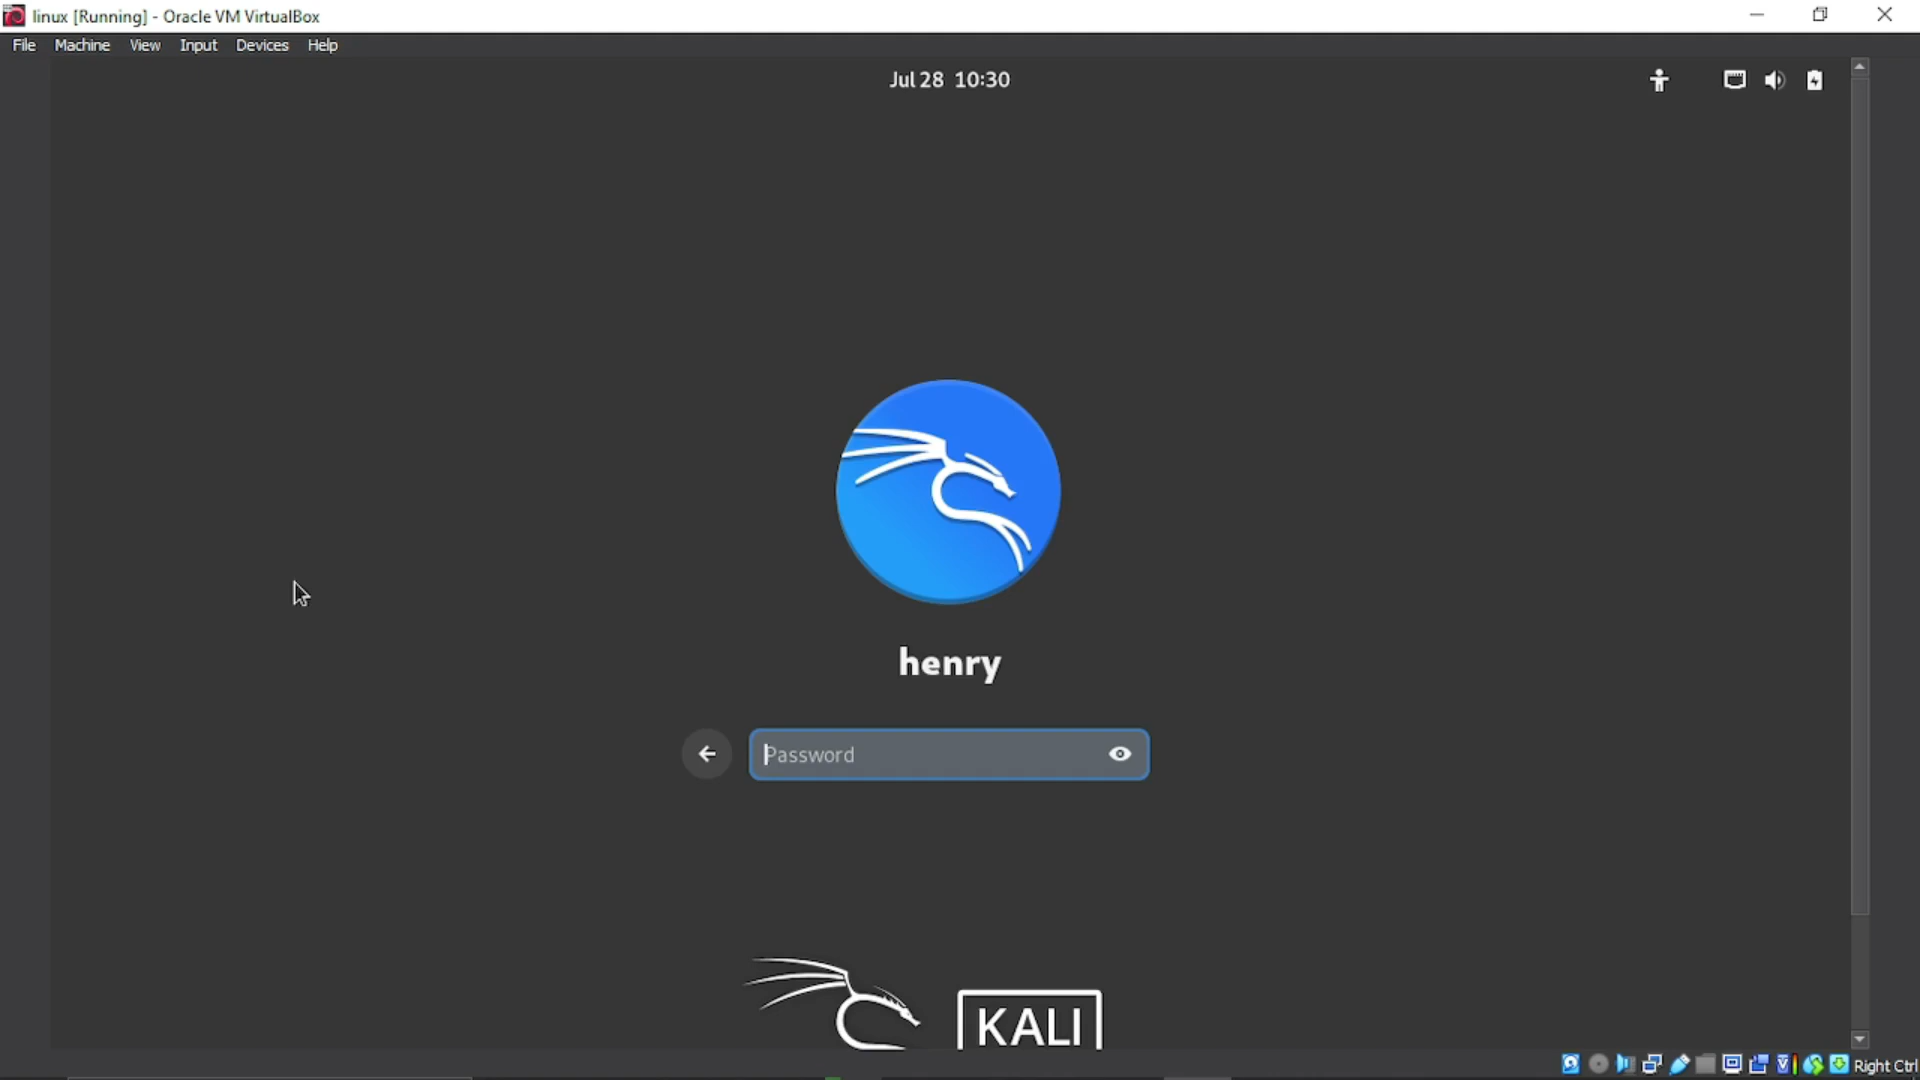 linux [Running] - Oracle VM VirtualBox
File Machine View Input Devices Help
Jul 28 10:30
henry
Password
KALI
Right Ctrl